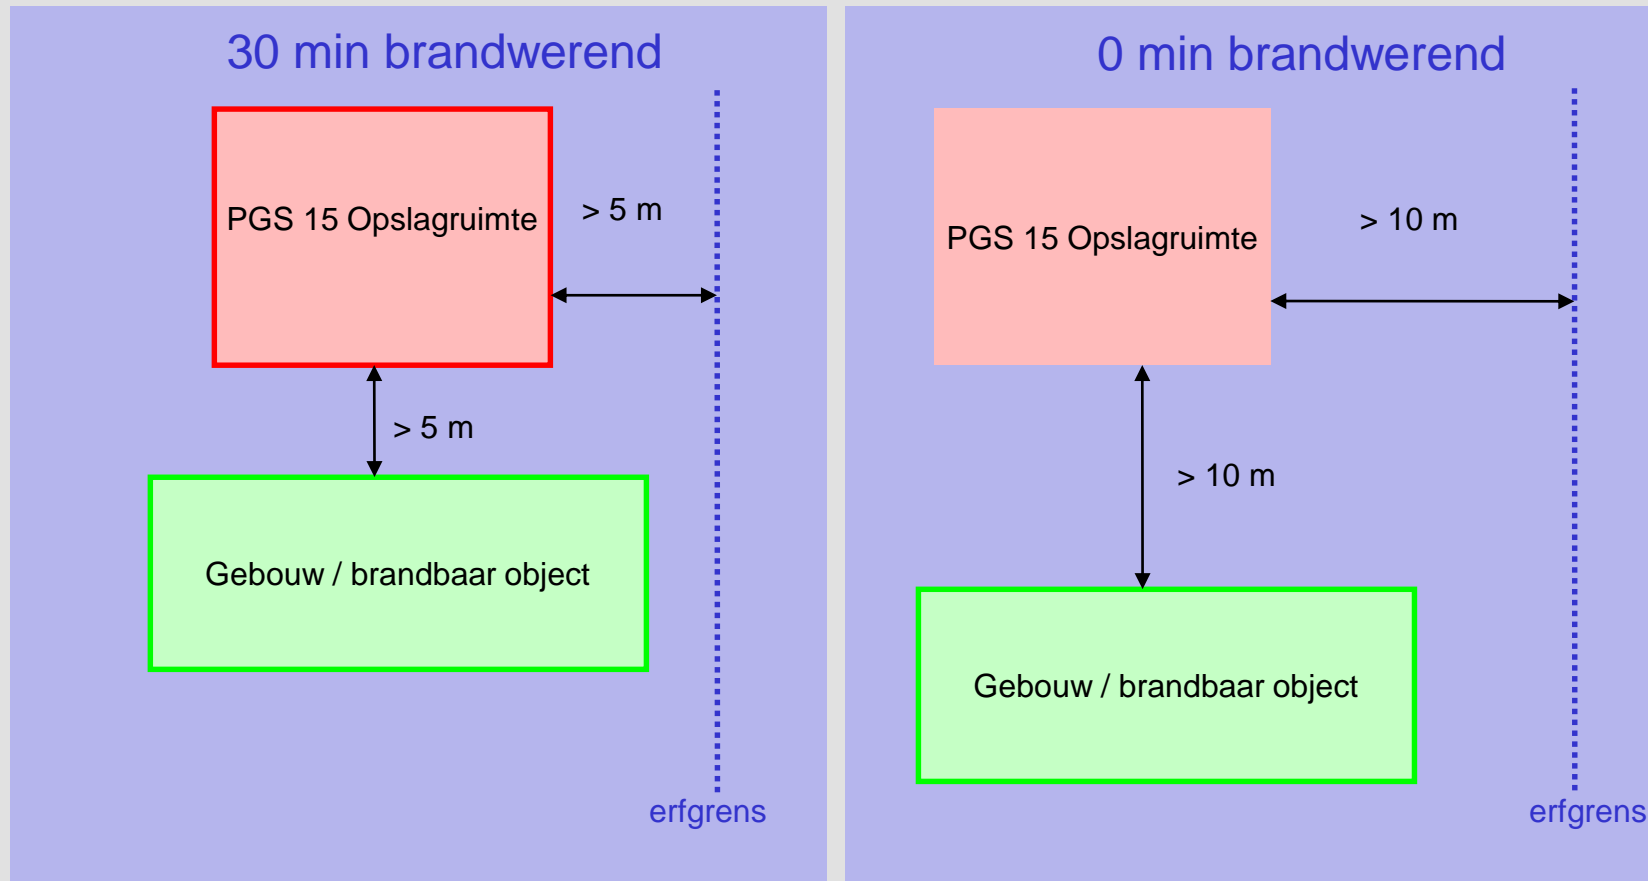 30 min brandwerend
PGS 15 Opslagruimte
> 5 m
> 5 m
Gebouw / brandbaar object
erfgrens
0 min brandwerend
PGS 15 Opslagruimte
> 10 m
> 10 m
Gebouw / brandbaar object
erfgrens